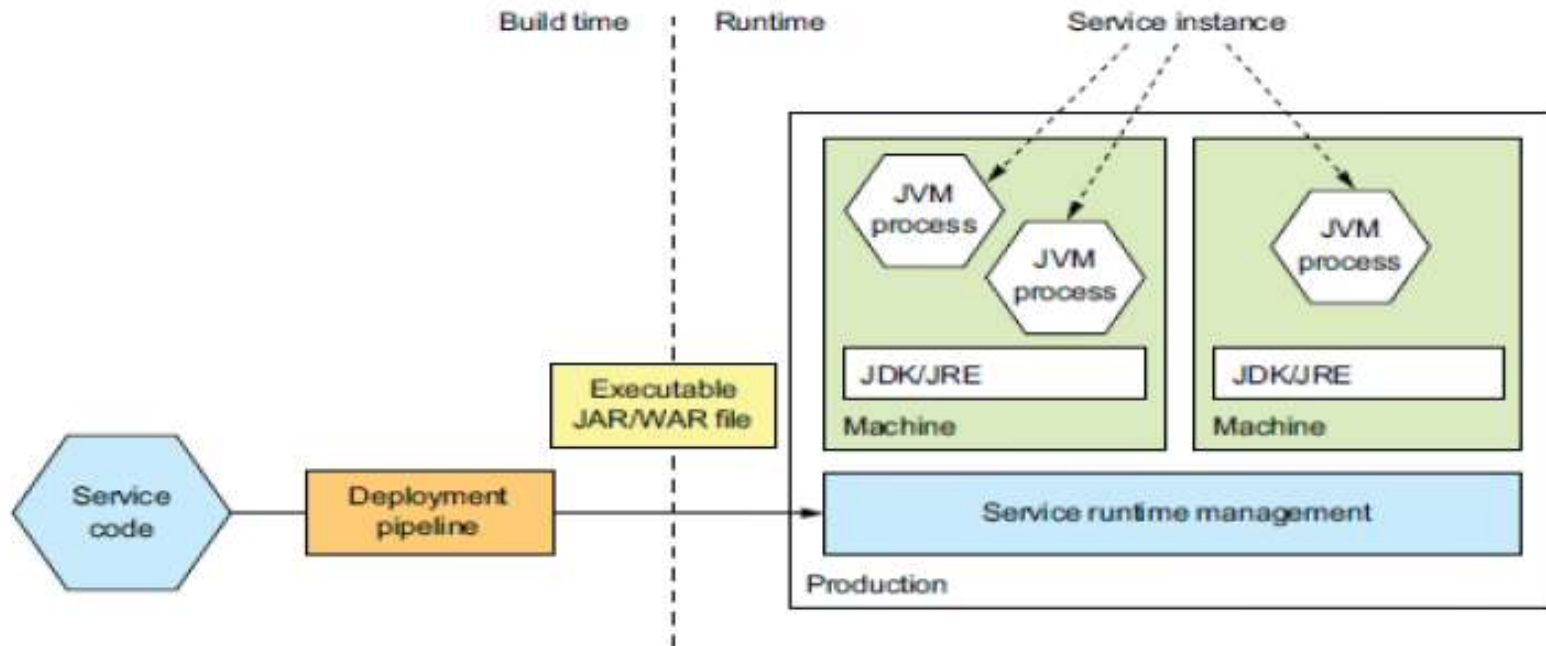 Build time
Runtime
Service instance
JVM
process
JVM
process
JVM
process
JDK/JRE
JDK/JRE
Executable
JAR/WAR file
Machine
Machine
Service
code
Deployment
pipeline
Service runtime management
Production